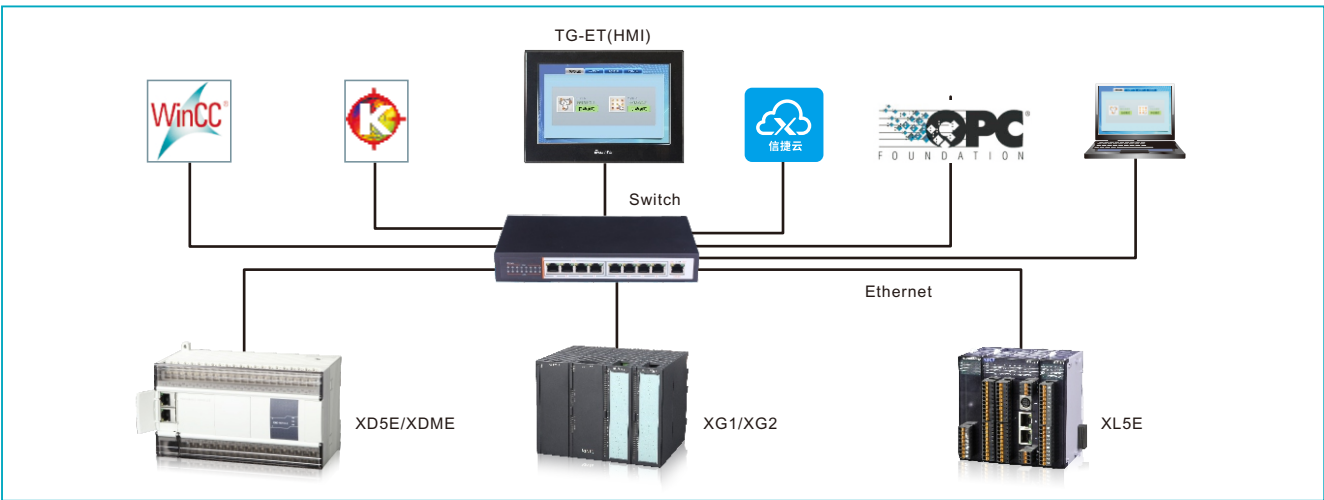 TG-ET(HMI)
WinCC®
K
信捷云
OPC®
FOUNDATION
Switch
Ethernet
XD5E/XDME
XG1/XG2
XL5E